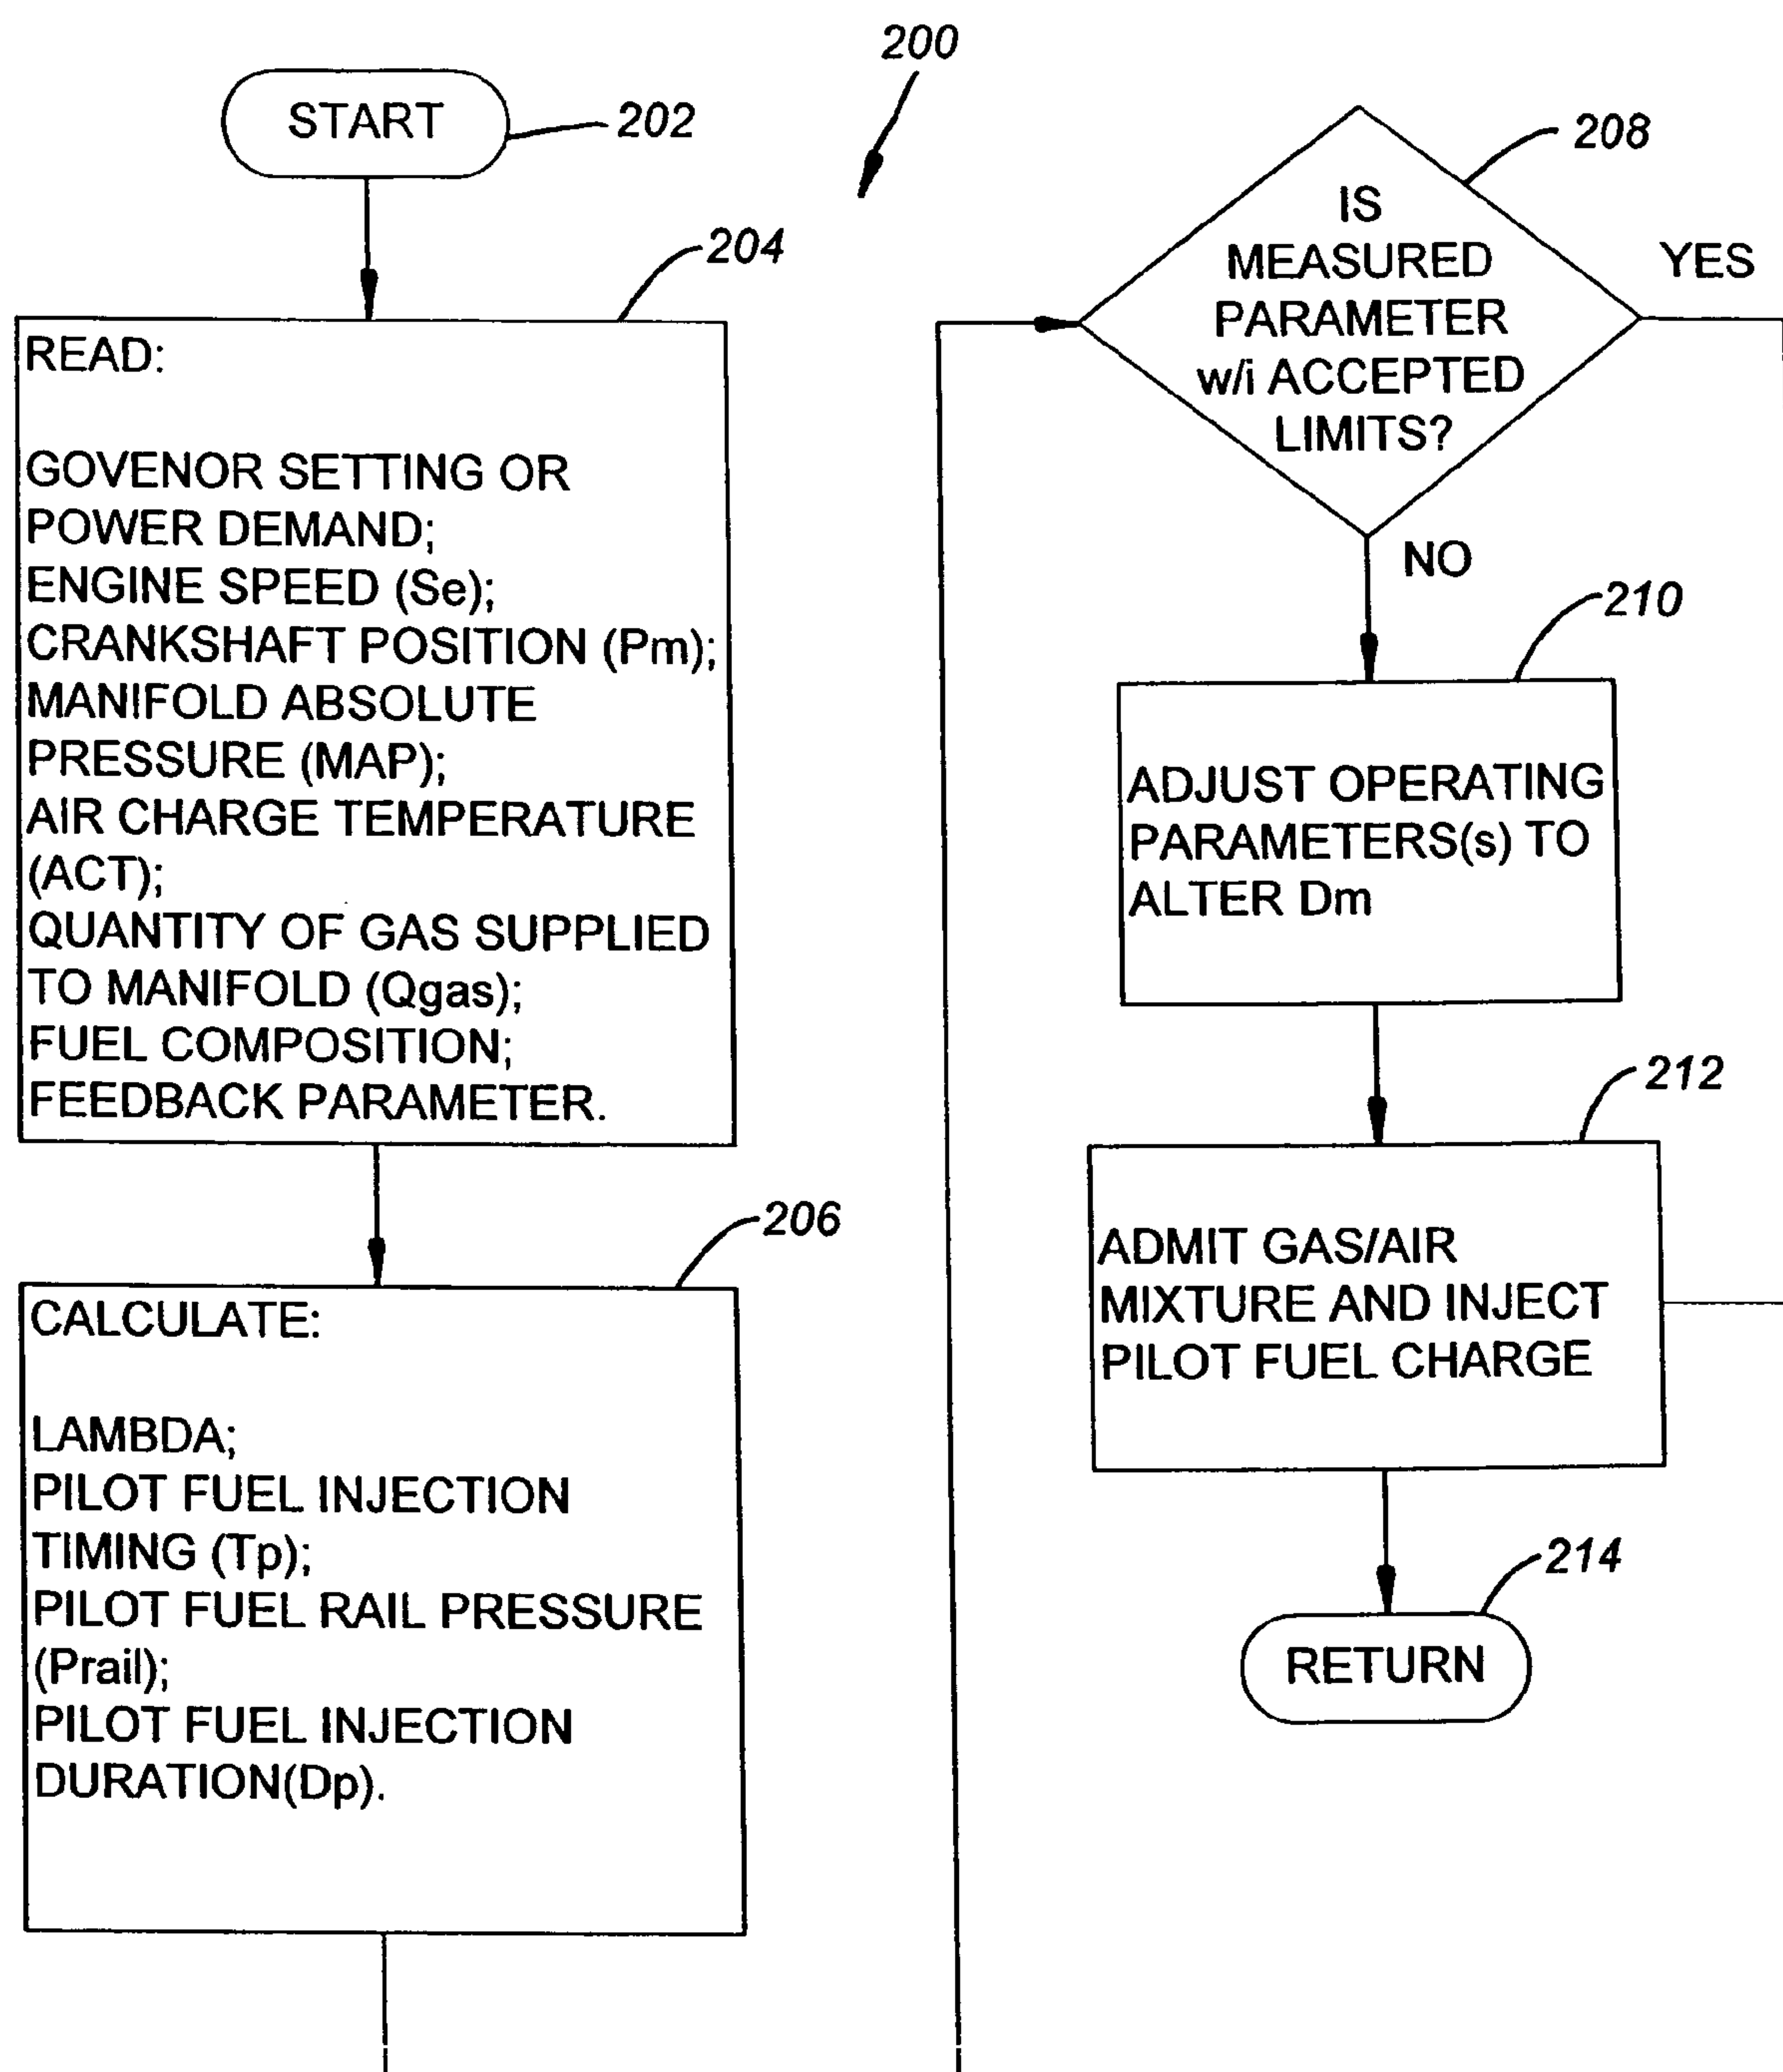 200
START
202
204
READ:
GOVENOR SETTING OR
POWER DEMAND;
ENGINE SPEED (Se);
CRANKSHAFT POSITION (Pm);
MANIFOLD ABSOLUTE
PRESSURE (MAP);
AIR CHARGE TEMPERATURE
(ACT);
QUANTITY OF GAS SUPPLIED
TO MANIFOLD (Qgas);
FUEL COMPOSITION;
FEEDBACK PARAMETER.
206
CALCULATE:
LAMBDA;
PILOT FUEL INJECTION
TIMING (Tp);
PILOT FUEL RAIL PRESSURE
(Prail);
PILOT FUEL INJECTION
DURATION(Dp).
208
IS
MEASURED
PARAMETER
w/i ACCEPTED
LIMITS?
YES
NO
210
ADJUST OPERATING
PARAMETERS(s) TO
ALTER Dm
212
ADMIT GAS/AIR
MIXTURE AND INJECT
PILOT FUEL CHARGE
214
RETURN